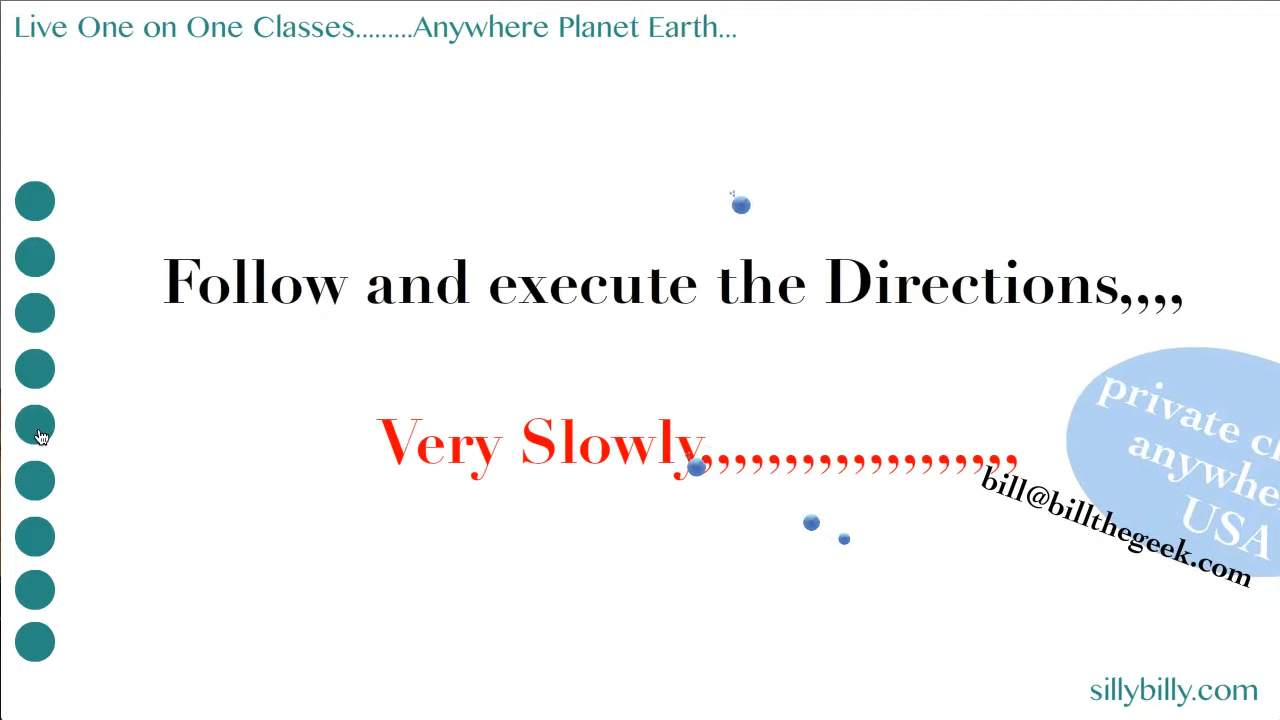 Live One on One Classes.........Anywhere Planet Earth...
Follow and execute the Directions,,,,
Very Slowly,,,,,,,,,,,,,,,,,,,
private c
anywhe
USA
bill@billthegeek.com
sillybilly.com